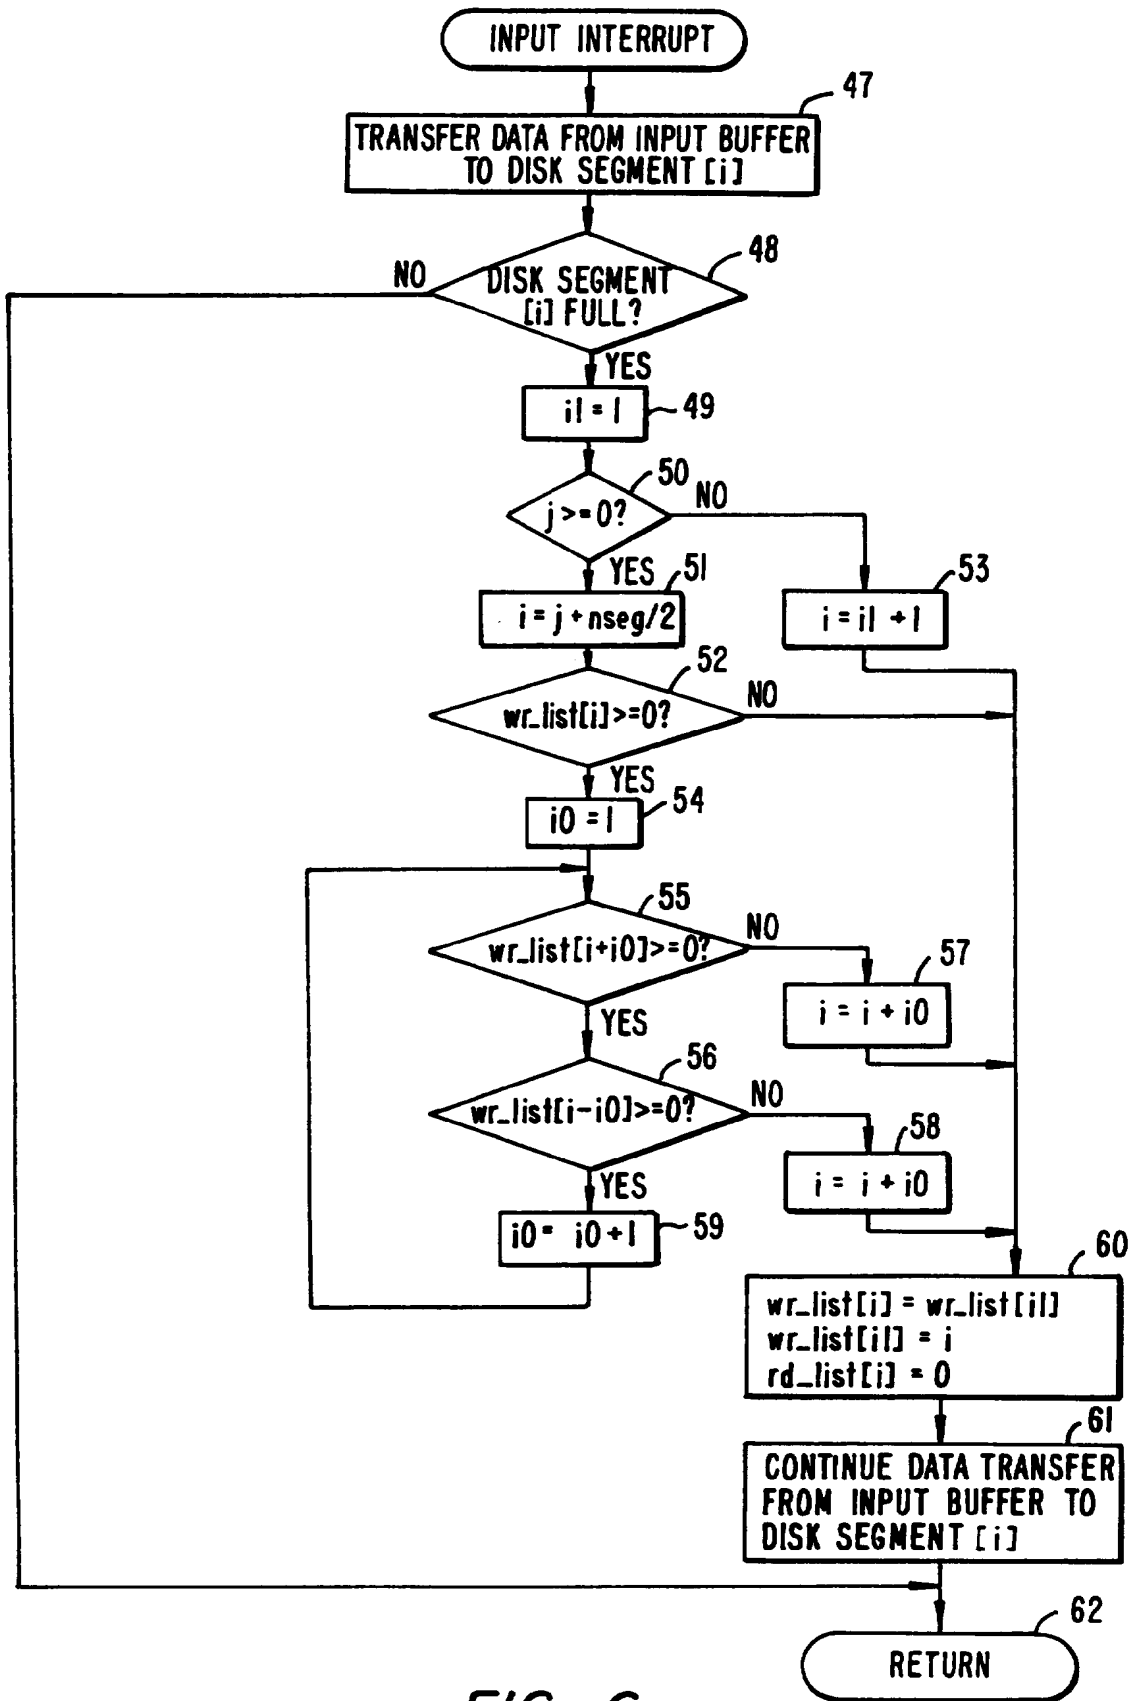 INPUT INTERRUPT
47
TRANSFER DATA FROM INPUT BUFFER
TO DISK SEGMENT [i]
48
NO
DISK SEGMENT
[i] FULL?
YES
i1 = 1
49
50
NO
j >= 0?
YES
51
53
i = j + nseg/2
i = i1 + 1
52
NO
wr_list[i]>=0?
YES
54
i0 = 1
55
NO
wr_list[i+i0]>=0?
57
i = i + i0
YES
56
NO
wr_list[i-i0]>=0?
58
i = i + i0
YES
i0 = i0 + 1
59
60
wr_list[i] = wr_list[i1]
wr_list[i1] = i
rd_list[i] = 0
61
CONTINUE DATA TRANSFER
FROM INPUT BUFFER TO
DISK SEGMENT [i]
62
RETURN
FIG.